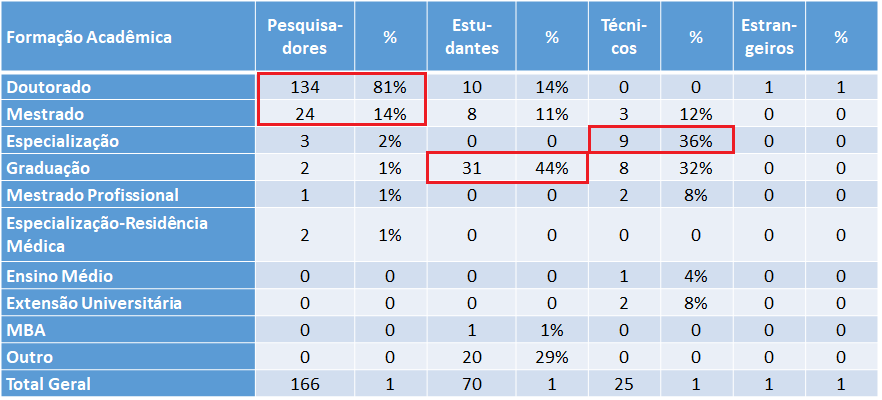 Formação Acadêmica Pesquisa-dores % Estu-dantes % Técni-cos % Estran-geiros %
Doutorado 134 81% 10 14% 0 0 1 1
Mestrado 24 14% 8 11% 3 12% 0 0
Especialização 3 2% 0 0 9 36% 0 0
Graduação 2 1% 31 44% 8 32% 0 0
Mestrado Profissional 1 1% 0 0 2 8% 0 0
Especialização-Residência
Médica 2 1% 0 0 0 0 0 0
Ensino Médio 0 0 0 0 1 4% 0 0
Extensão Universitária 0 0 0 0 2 8% 0 0
MBA 0 0 1 1% 0 0 0 0
Outro 0 0 20 29% 0 0 0 0
Total Geral 166 1 70 1 25 1 1 1